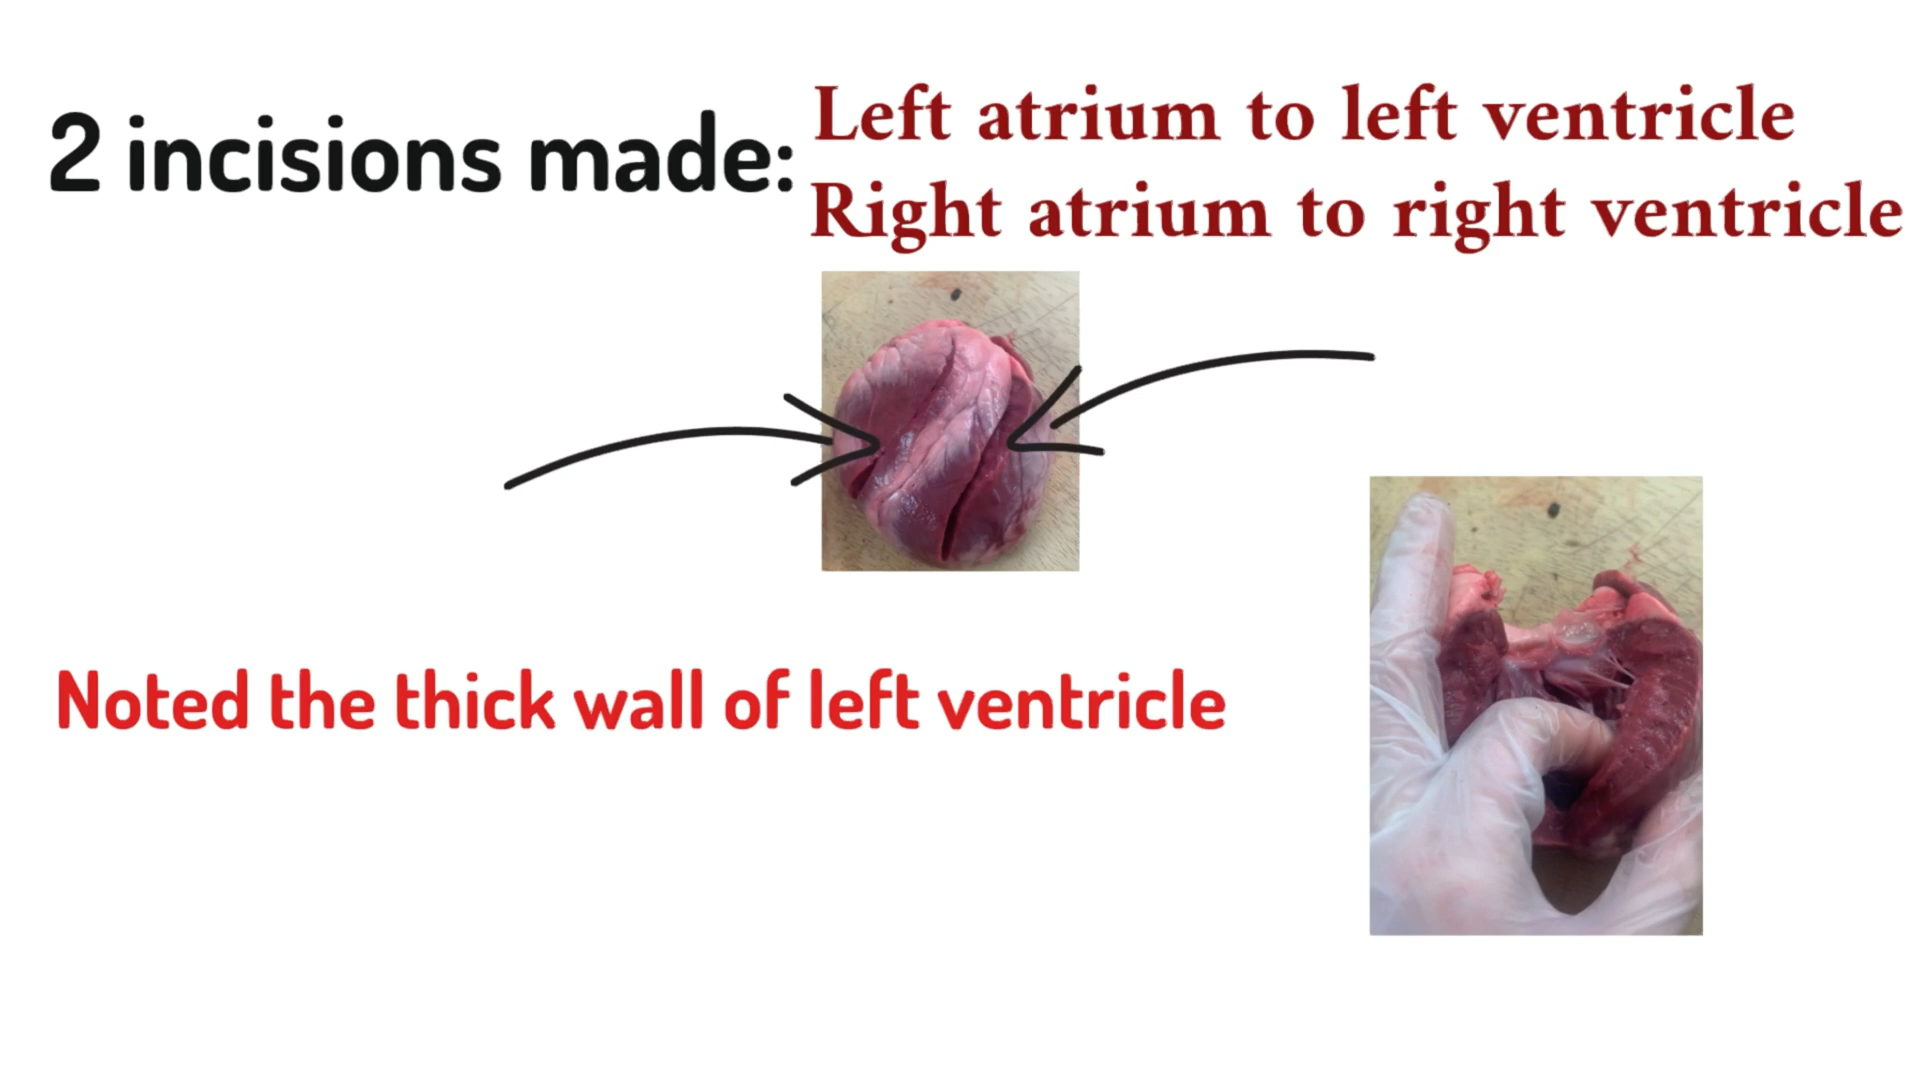 2 incisions made:
Left atrium to left ventricle
Right atrium to right ventricle
Noted the thick wall of left ventricle